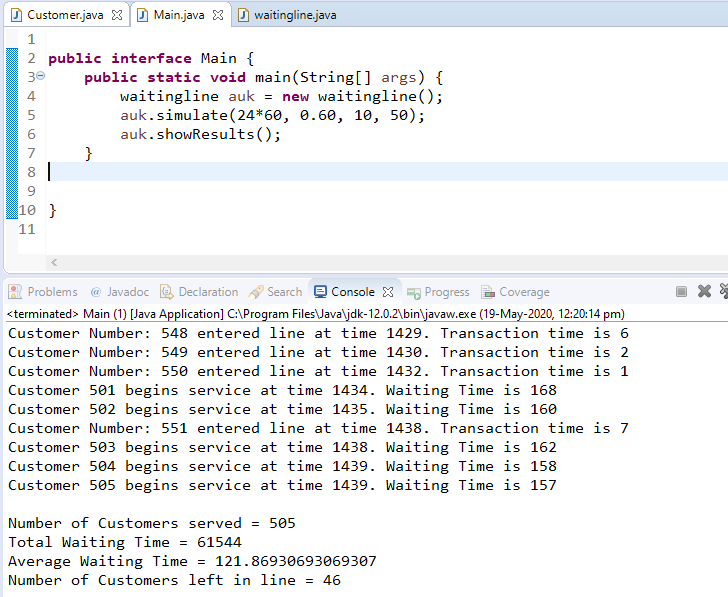 Customer.java Main.java waitingline.java
1
2 public interface Main {
3 public static void main(String[] args) {
4 waitingline auk = new waitingline();
5 auk.simulate(24*60, 0.60, 10, 50);
6 auk.showResults();
7 }
8
9
10 }
11
Problems @ Javadoc Declaration Search Console Progress Coverage
<terminated> Main (1) [Java Application] C:\Program Files\Java\jdk-12.0.2\bin\javaw.exe (19-May-2020, 12:20:14 pm)
Customer Number: 548 entered line at time 1429. Transaction time is 6
Customer Number: 549 entered line at time 1430. Transaction time is 2
Customer Number: 550 entered line at time 1432. Transaction time is 1
Customer 501 begins service at time 1434. Waiting Time is 168
Customer 502 begins service at time 1435. Waiting Time is 160
Customer Number: 551 entered line at time 1438. Transaction time is 7
Customer 503 begins service at time 1438. Waiting Time is 162
Customer 504 begins service at time 1439. Waiting Time is 158
Customer 505 begins service at time 1439. Waiting Time is 157
Number of Customers served = 505
Total Waiting Time = 61544
Average Waiting Time = 121.86930693069307
Number of Customers left in line = 46